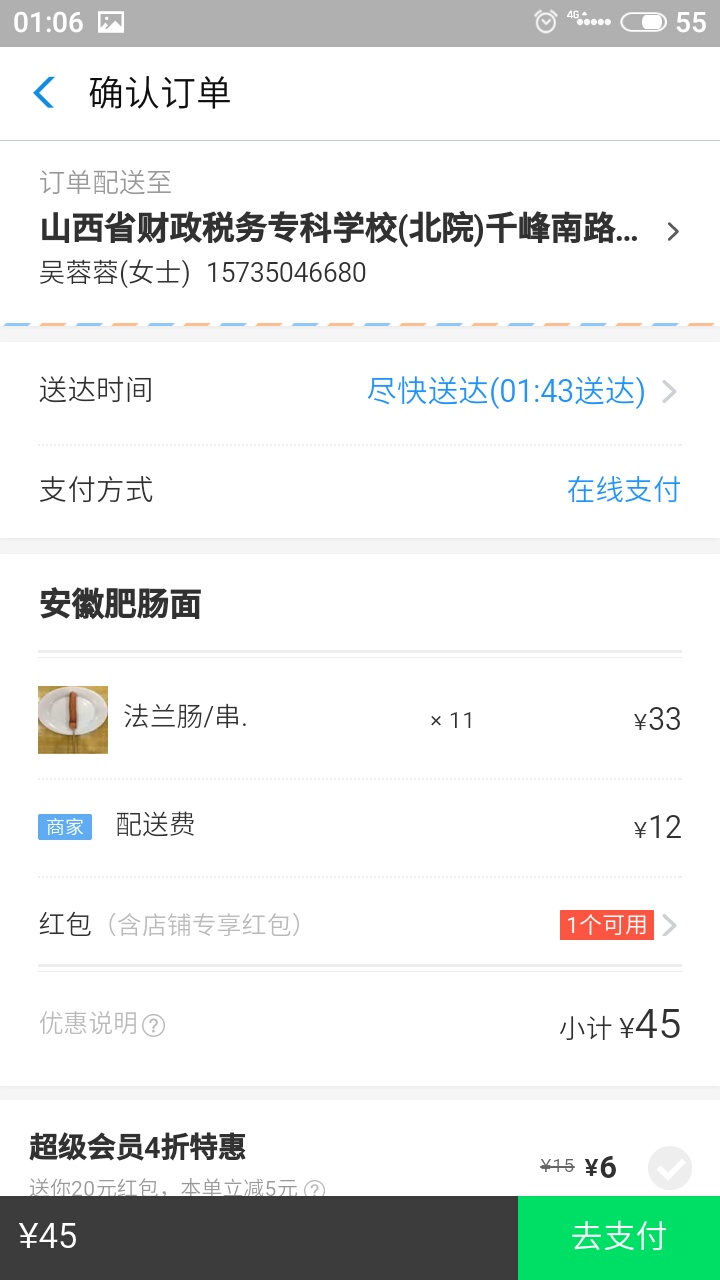 01:06 4G 55
确认订单
订单配送至
山西省财政税务专科学校(北院)千峰南路...
吴蓉蓉(女士) 15735046680
送达时间 尽快送达(01:43送达)
支付方式 在线支付
安徽肥肠面
法兰肠/串. × 11 ¥33
商家 配送费 ¥12
红包（含店铺专享红包） 1个可用
优惠说明? 小计 ¥45
超级会员4折特惠 ¥15 ¥6
送你20元红包，本单立减5元?
¥45 去支付